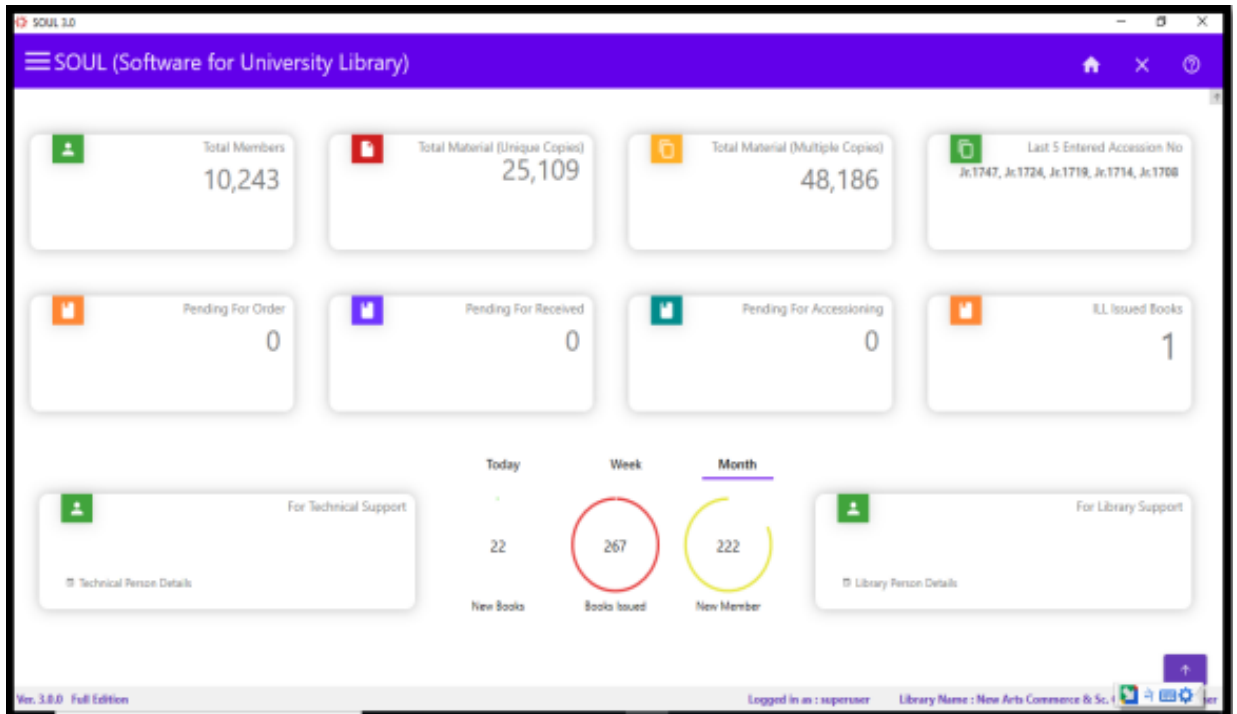 SOUL 3.0
SOUL (Software for University Library)
Total Members
10,243
Total Material (Unique Copies)
25,109
Total Material (Multiple Copies)
48,186
Last 5 Entered Accession No
Jr.1747, Jr.1724, Jr.1719, Jr.1714, Jr.1708
Pending For Order
0
Pending For Received
0
Pending For Accessioning
0
ILL Issued Books
1
Today Week Month
For Technical Support
Technical Person Details
22
New Books
267
Books Issued
222
New Member
For Library Support
Library Person Details
Ver. 3.0.0 Full Edition
Logged in as : superuser
Library Name : New Arts Commerce & Sc.